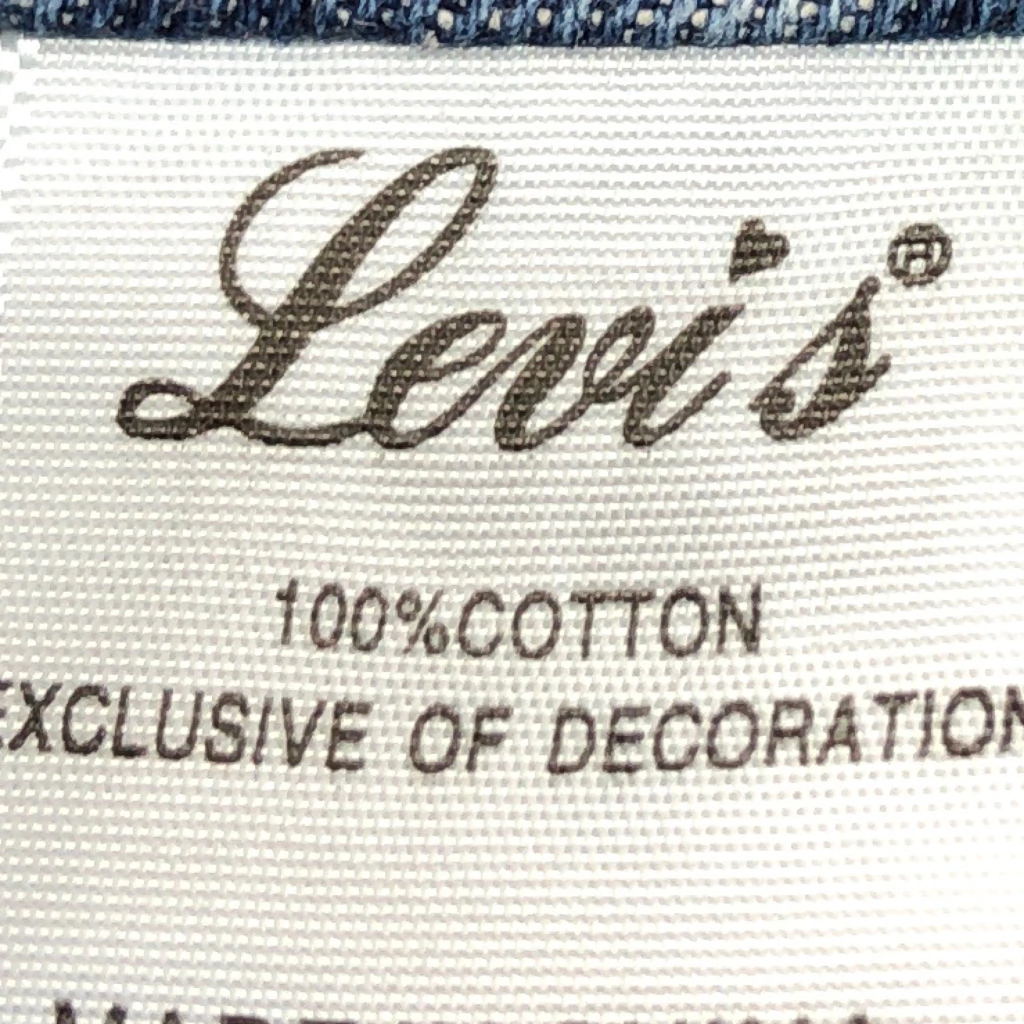 Levi's®
100%COTTON
EXCLUSIVE OF DECORATION